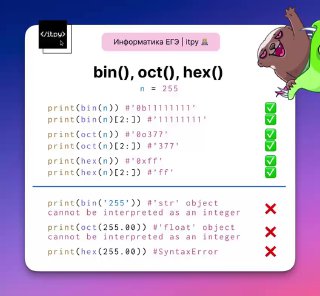 </itpy>
Информатика ЕГЭ | itpy
bin(), oct(), hex()
n = 255
print(bin(n)) #'0b11111111'
print(bin(n)[2:]) #'11111111'
print(oct(n)) #'0o377'
print(oct(n)[2:]) #'377'
print(hex(n)) #'0xff'
print(hex(n)[2:]) #'ff'
print(bin('255')) #'str' object
cannot be interpreted as an integer
print(oct(255.00)) #'float' object
cannot be interpreted as an integer
print(hex(255.00) #SyntaxError